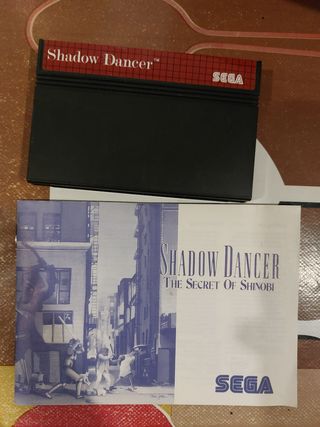 Shadow Dancer™
SEGA
SHADOW DANCER
THE SECRET OF SHINOBI
SEGA